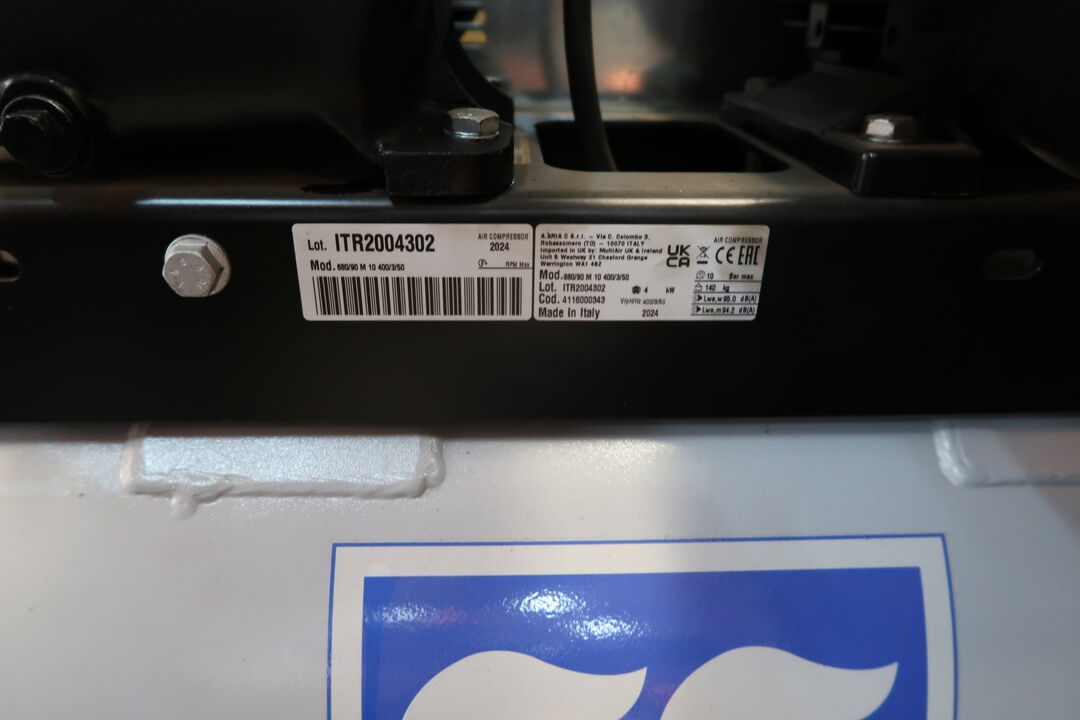 Lot. ITR2004302
AIR COMPRESSOR
2024
Mod. 680/90 M 10 400/3/50
RPM Max
A.ARIA C S.r.l. – Via C. Colombo 3,
Robassomero (TO) – 10070 ITALY
Imported in UK by: MultiAir UK & Ireland
Unit 5 Westway 21 Chesford Grange
Warrington WA1 4SZ
UK
CA
AIR COMPRESSOR
CE EAC
Mod. 680/90 M 10 400/3/50
Lot. ITR2004302
4 kW
Cod. 4116000343
V/pH/Hz 400/3/50
Made In Italy
2024
10 Bar max
140 kg
Lwa,w 95.0 dB(A)
Lwa,m 94.2 dB(A)